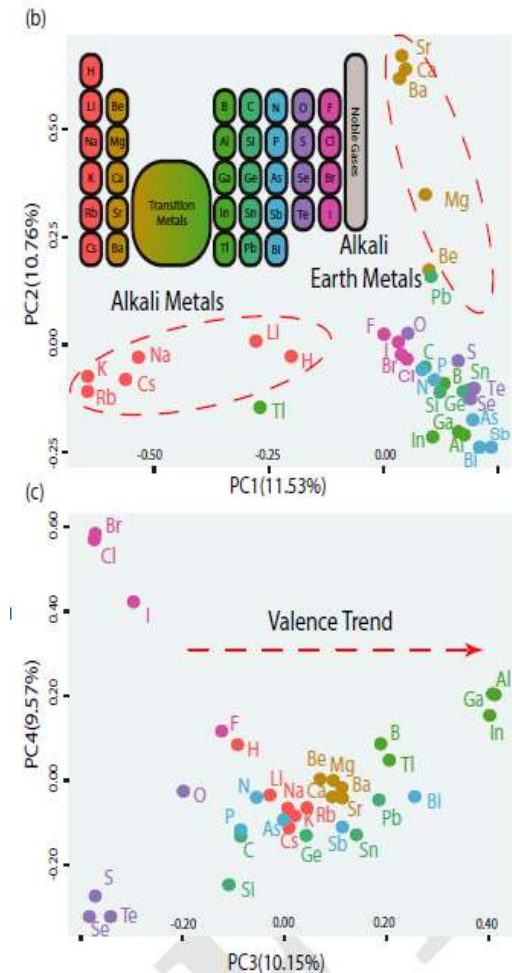 (b)
Sr
Ca
Ba
Mg
Be
Pb
H
LI Be
Na Mg
K Ca
Rb Sr
Cs Ba
Transition
Metals
B C N O F
Al SI P S Cl
Ga Ge As Se Br
In Sn Sb Te I
Tl Pb BI
Noble Gases
Alkali
Earth Metals
Alkali Metals
LI
H
Na
K
Cs
Rb
Tl
F
O
I
Br
Cl
C
P
S
N
B
Sn
SI
Ge
Te
Se
Ga
As
In
Al
Sb
BI
0.50
0.25
0.00
-0.25
PC2(10.76%)
-0.50
-0.25
0.00
PC1(11.53%)
(c)
Br
Cl
I
Valence Trend
Al
Ga
In
F
H
B
Tl
O
N
LI
Na
Be
Mg
Ba
Ca
Sr
BI
P
As
K
Rb
Pb
C
Cs
Ge
Sb
Sn
SI
S
Se
Te
0.60
0.40
0.20
0.00
-0.20
PC4(9.57%)
-0.20
0.00
0.20
0.40
PC3(10.15%)